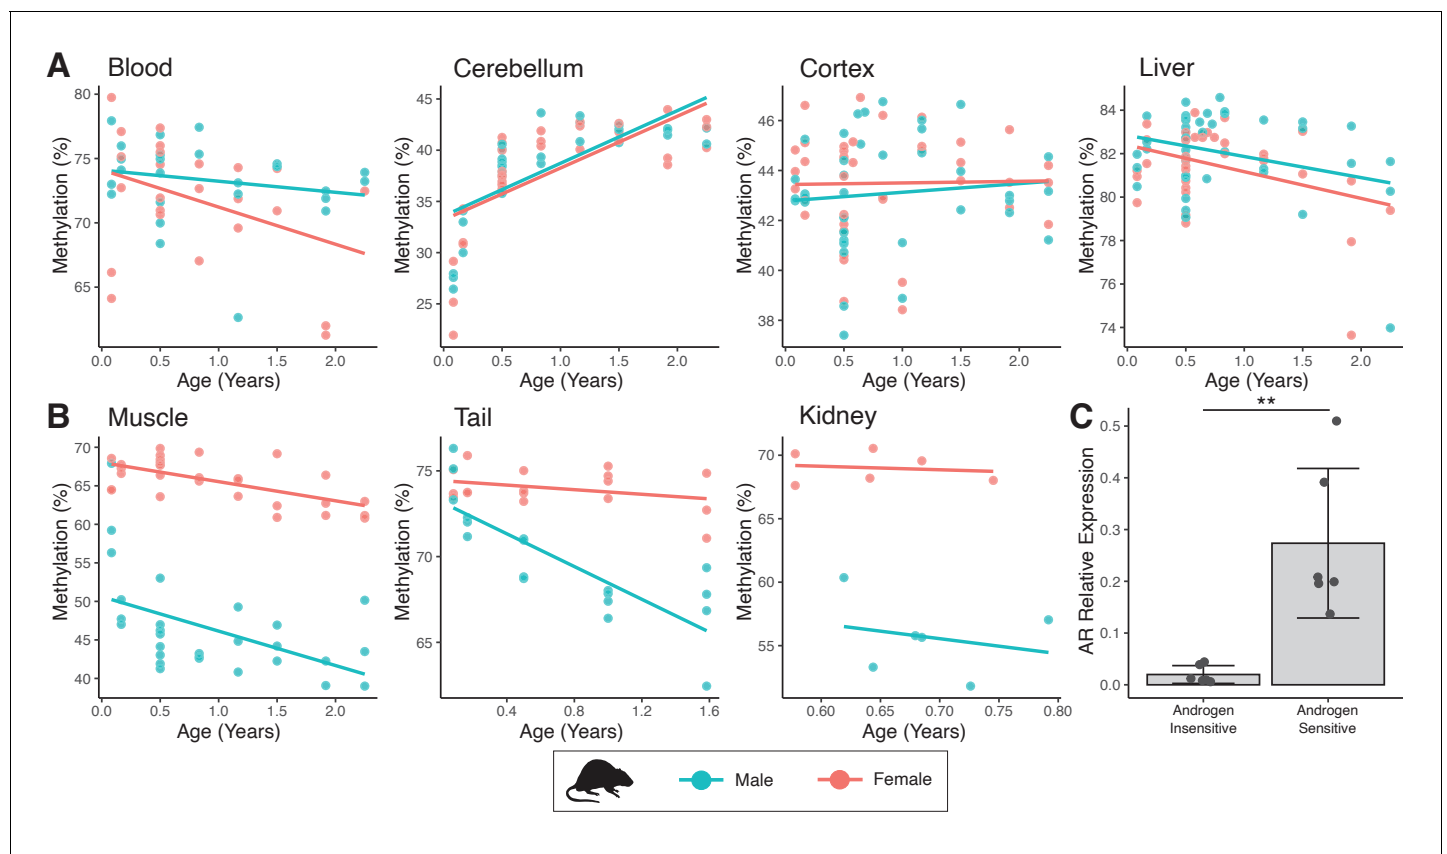 A
Blood
Cerebellum
Cortex
Liver
Methylation (%)
80
75
70
65
0.0 0.5 1.0 1.5 2.0
Age (Years)
Methylation (%)
45
40
35
30
25
0.0 0.5 1.0 1.5 2.0
Age (Years)
Methylation (%)
46
44
42
40
38
0.0 0.5 1.0 1.5 2.0
Age (Years)
Methylation (%)
84
82
80
78
76
74
0.0 0.5 1.0 1.5 2.0
Age (Years)
B
Muscle
Tail
Kidney
Methylation (%)
70
65
60
55
50
45
40
0.0 0.5 1.0 1.5 2.0
Age (Years)
Methylation (%)
75
70
65
0.4 0.8 1.2 1.6
Age (Years)
Methylation (%)
70
65
60
55
0.60 0.65 0.70 0.75 0.80
Age (Years)
C
**
AR Relative Expression
0.5
0.4
0.3
0.2
0.1
0.0
Androgen Insensitive
Androgen Sensitive
Male
Female